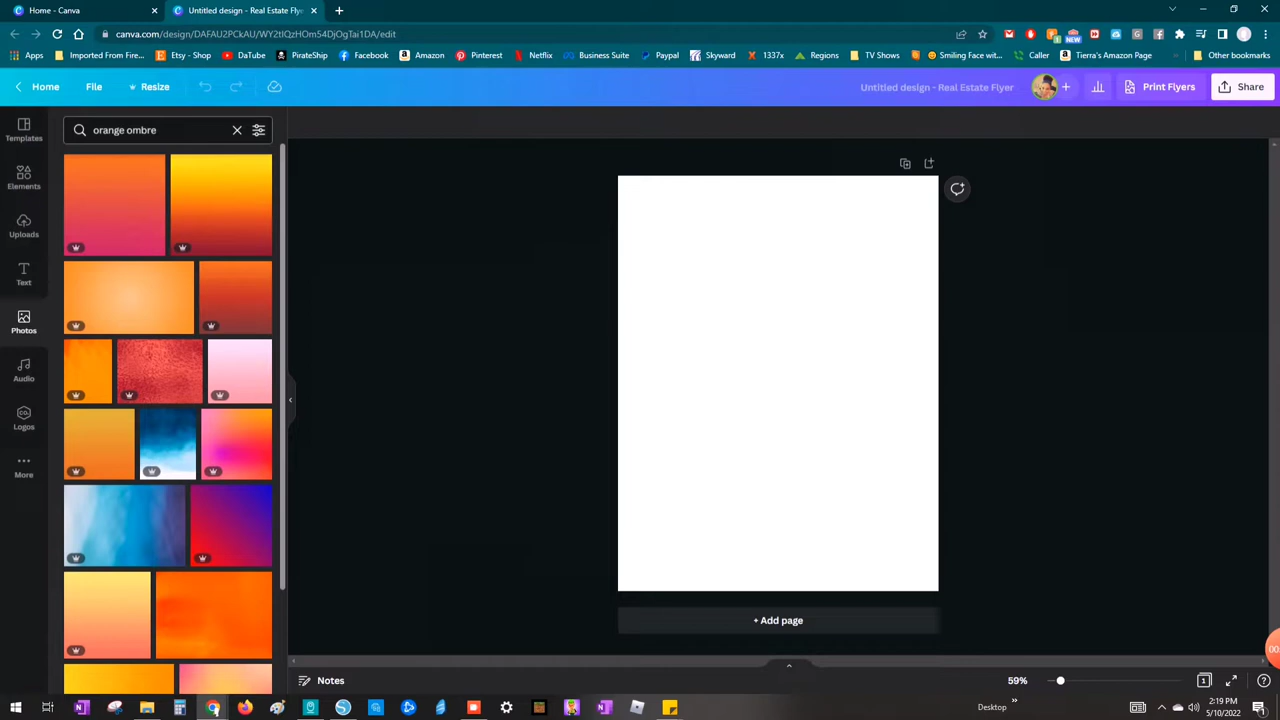 Home - Canva
Untitled design - Real Estate Flye
canva.com/design/DAFAU2PCkAU/WY2tIQzHOm54DjOgTai1DA/edit
Apps
Imported From Fire...
Etsy - Shop
DaTube
PirateShip
Facebook
Amazon
Pinterest
Netflix
Business Suite
Paypal
Skyward
1337x
Regions
TV Shows
Smiling Face wit...
Caller
Tierra's Amazon Page
Other bookmarks
NEW
Home
File
Resize
Untitled design - Real Estate Flyer
Print Flyers
Share
orange ombre
Templates
Elements
Uploads
Text
Photos
Audio
CO.
Logos
More
+ Add page
Notes
59%
1
Desktop
2:19 PM
5/10/2022